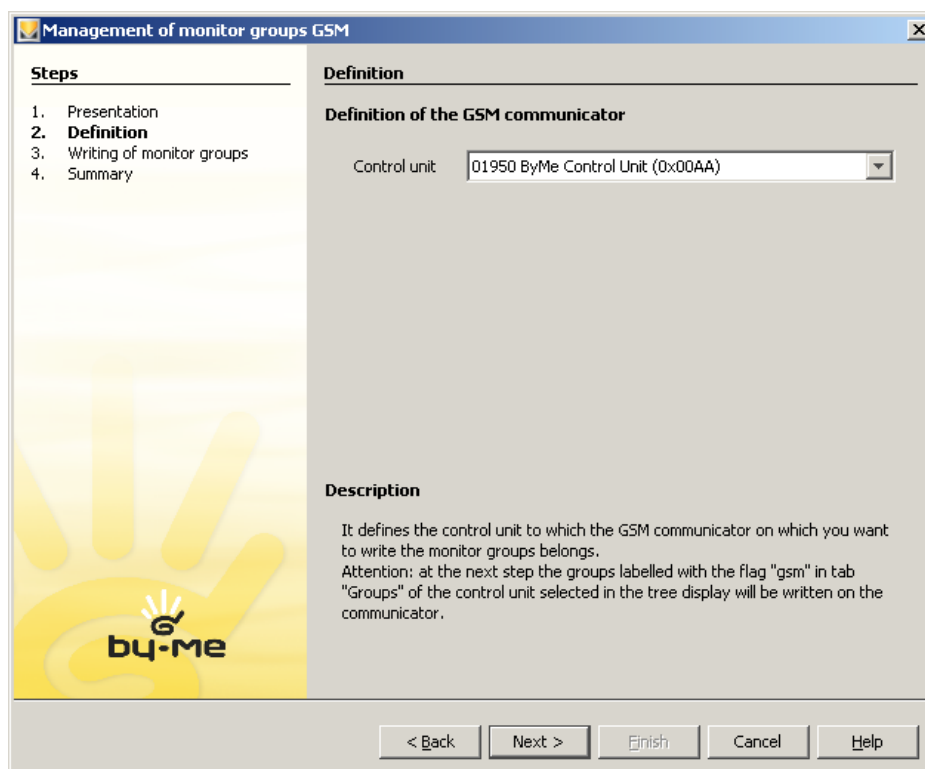 Management of monitor groups GSM
Steps
1. Presentation
2. Definition
3. Writing of monitor groups
4. Summary
by-me
Definition
Definition of the GSM communicator
Control unit 01950 ByMe Control Unit (0x00AA)
Description
It defines the control unit to which the GSM communicator on which you want
to write the monitor groups belongs.
Attention: at the next step the groups labelled with the flag "gsm" in tab
"Groups" of the control unit selected in the tree display will be written on the
communicator.
< Back Next > Finish Cancel Help